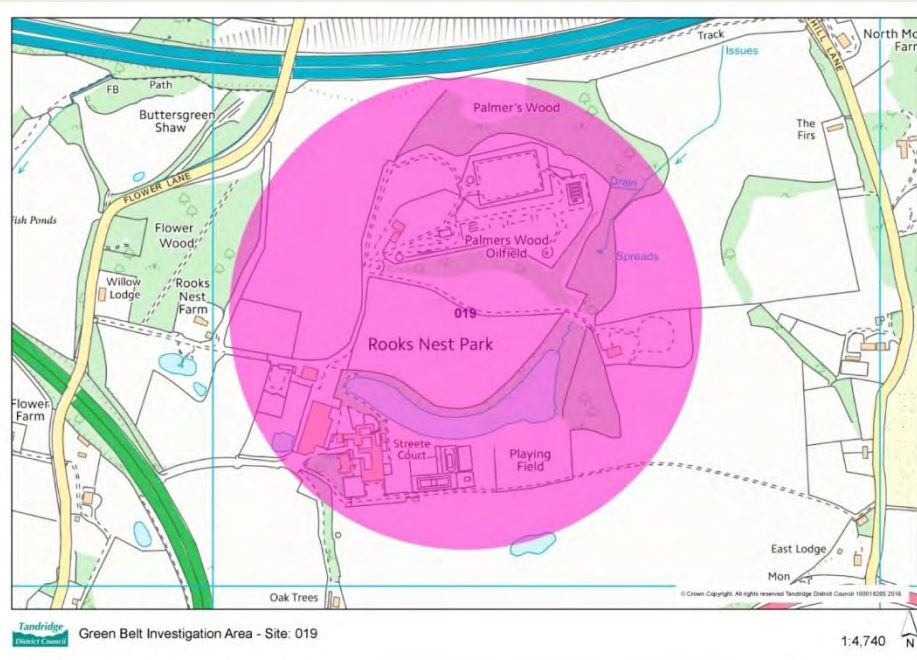 Track
North Mo
Farm
HILL LANE
Issues
FB
Path
Buttersgreen
Shaw
Palmer's Wood
The
Firs
FLOWER LANE
Drain
ish Ponds
Flower
Wood
Palmers Wood
Oilfield
Spreads
Willow
Lodge
Rooks
Nest
Farm
019
Rooks Nest Park
Flower
Farm
Streete
Court
Playing
Field
East Lodge
Mon
Oak Trees
© Crown Copyright. All rights reserved Tandridge District Council 100018265 2016
Tandridge
District Council
Green Belt Investigation Area - Site: 019
1:4,740
N